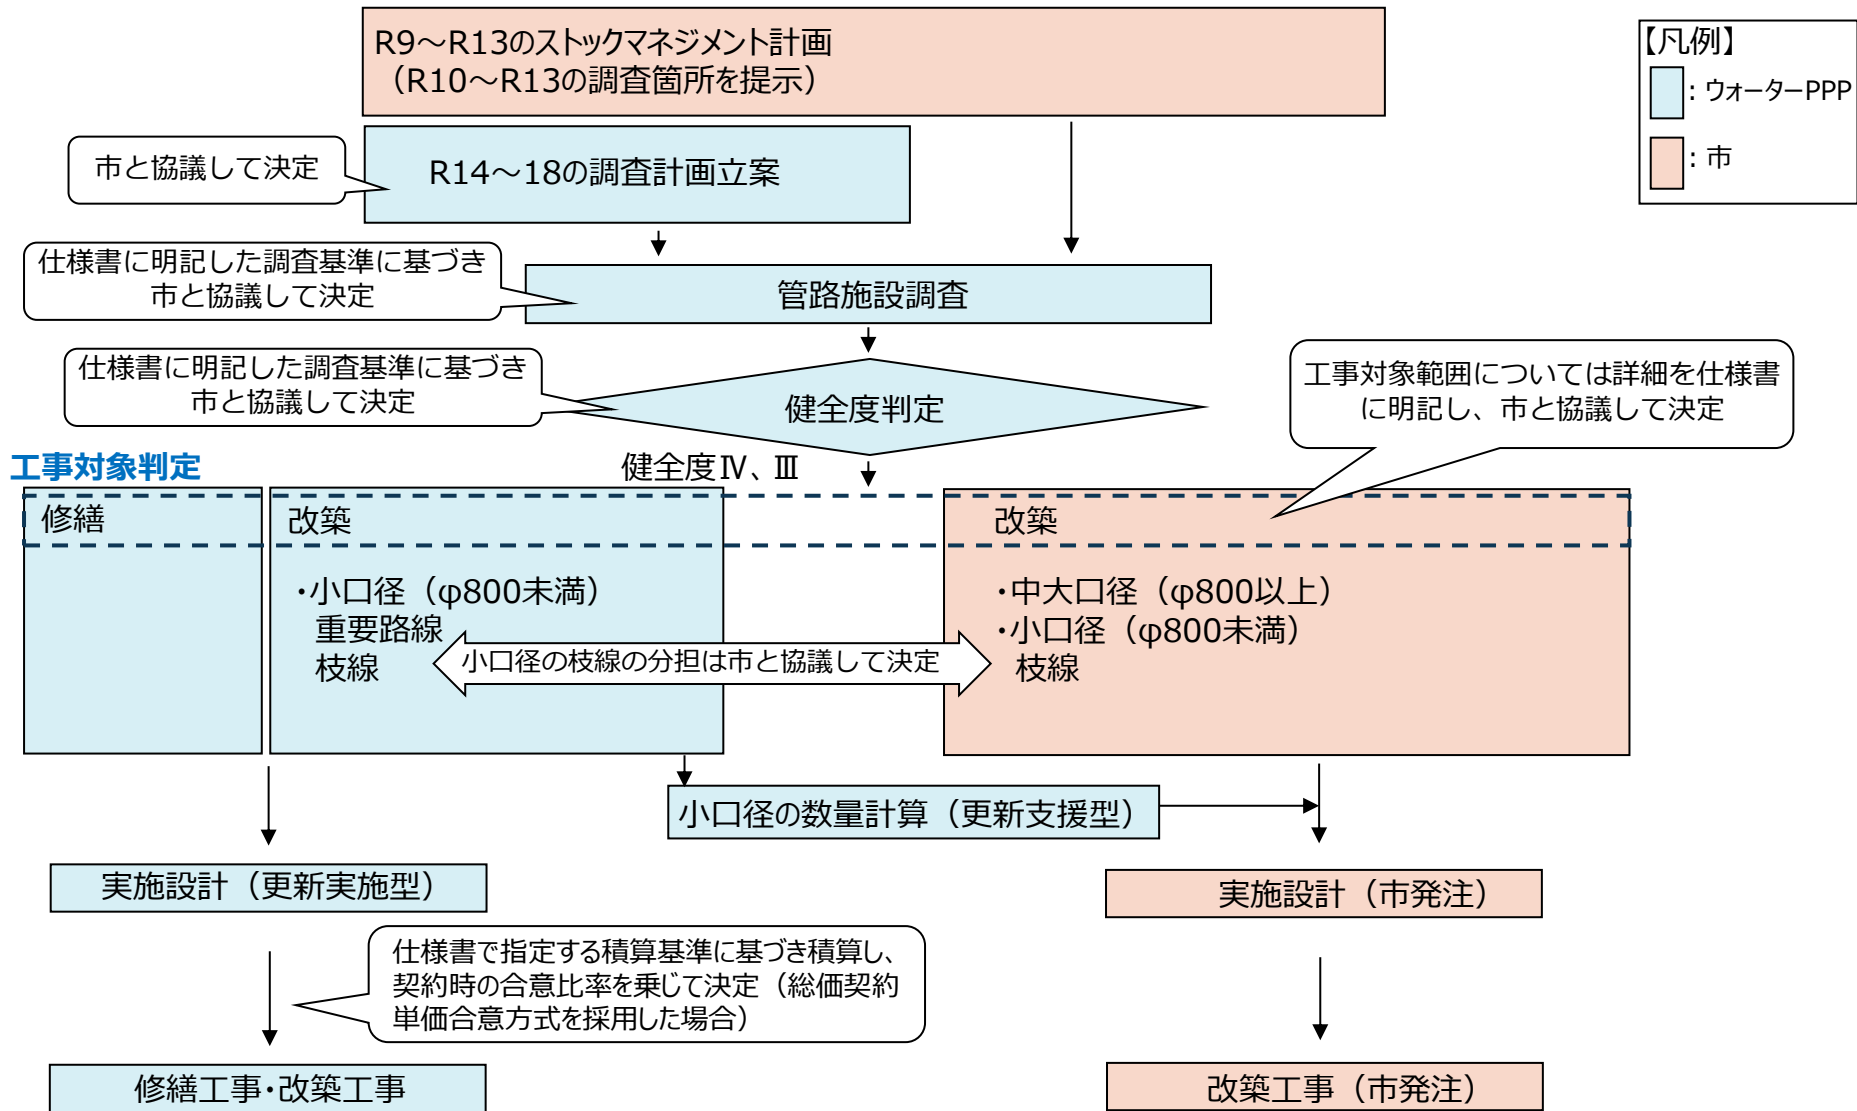 R9～R13のストックマネジメント計画
（R10～R13の調査箇所を提示）
【凡例】
：ウォーターPPP
：市
市と協議して決定
R14～18の調査計画立案
仕様書に明記した調査基準に基づき
市と協議して決定
管路施設調査
仕様書に明記した調査基準に基づき
市と協議して決定
健全度判定
工事対象範囲については詳細を仕様書
に明記し、市と協議して決定
工事対象判定
健全度Ⅳ、Ⅲ
修繕
改築
・小口径（φ800未満）
重要路線
枝線
改築
・中大口径（φ800以上）
・小口径（φ800未満）
枝線
小口径の枝線の分担は市と協議して決定
小口径の数量計算（更新支援型）
実施設計（更新実施型）
実施設計（市発注）
仕様書で指定する積算基準に基づき積算し、
契約時の合意比率を乗じて決定（総価契約
単価合意方式を採用した場合）
修繕工事・改築工事
改築工事（市発注）